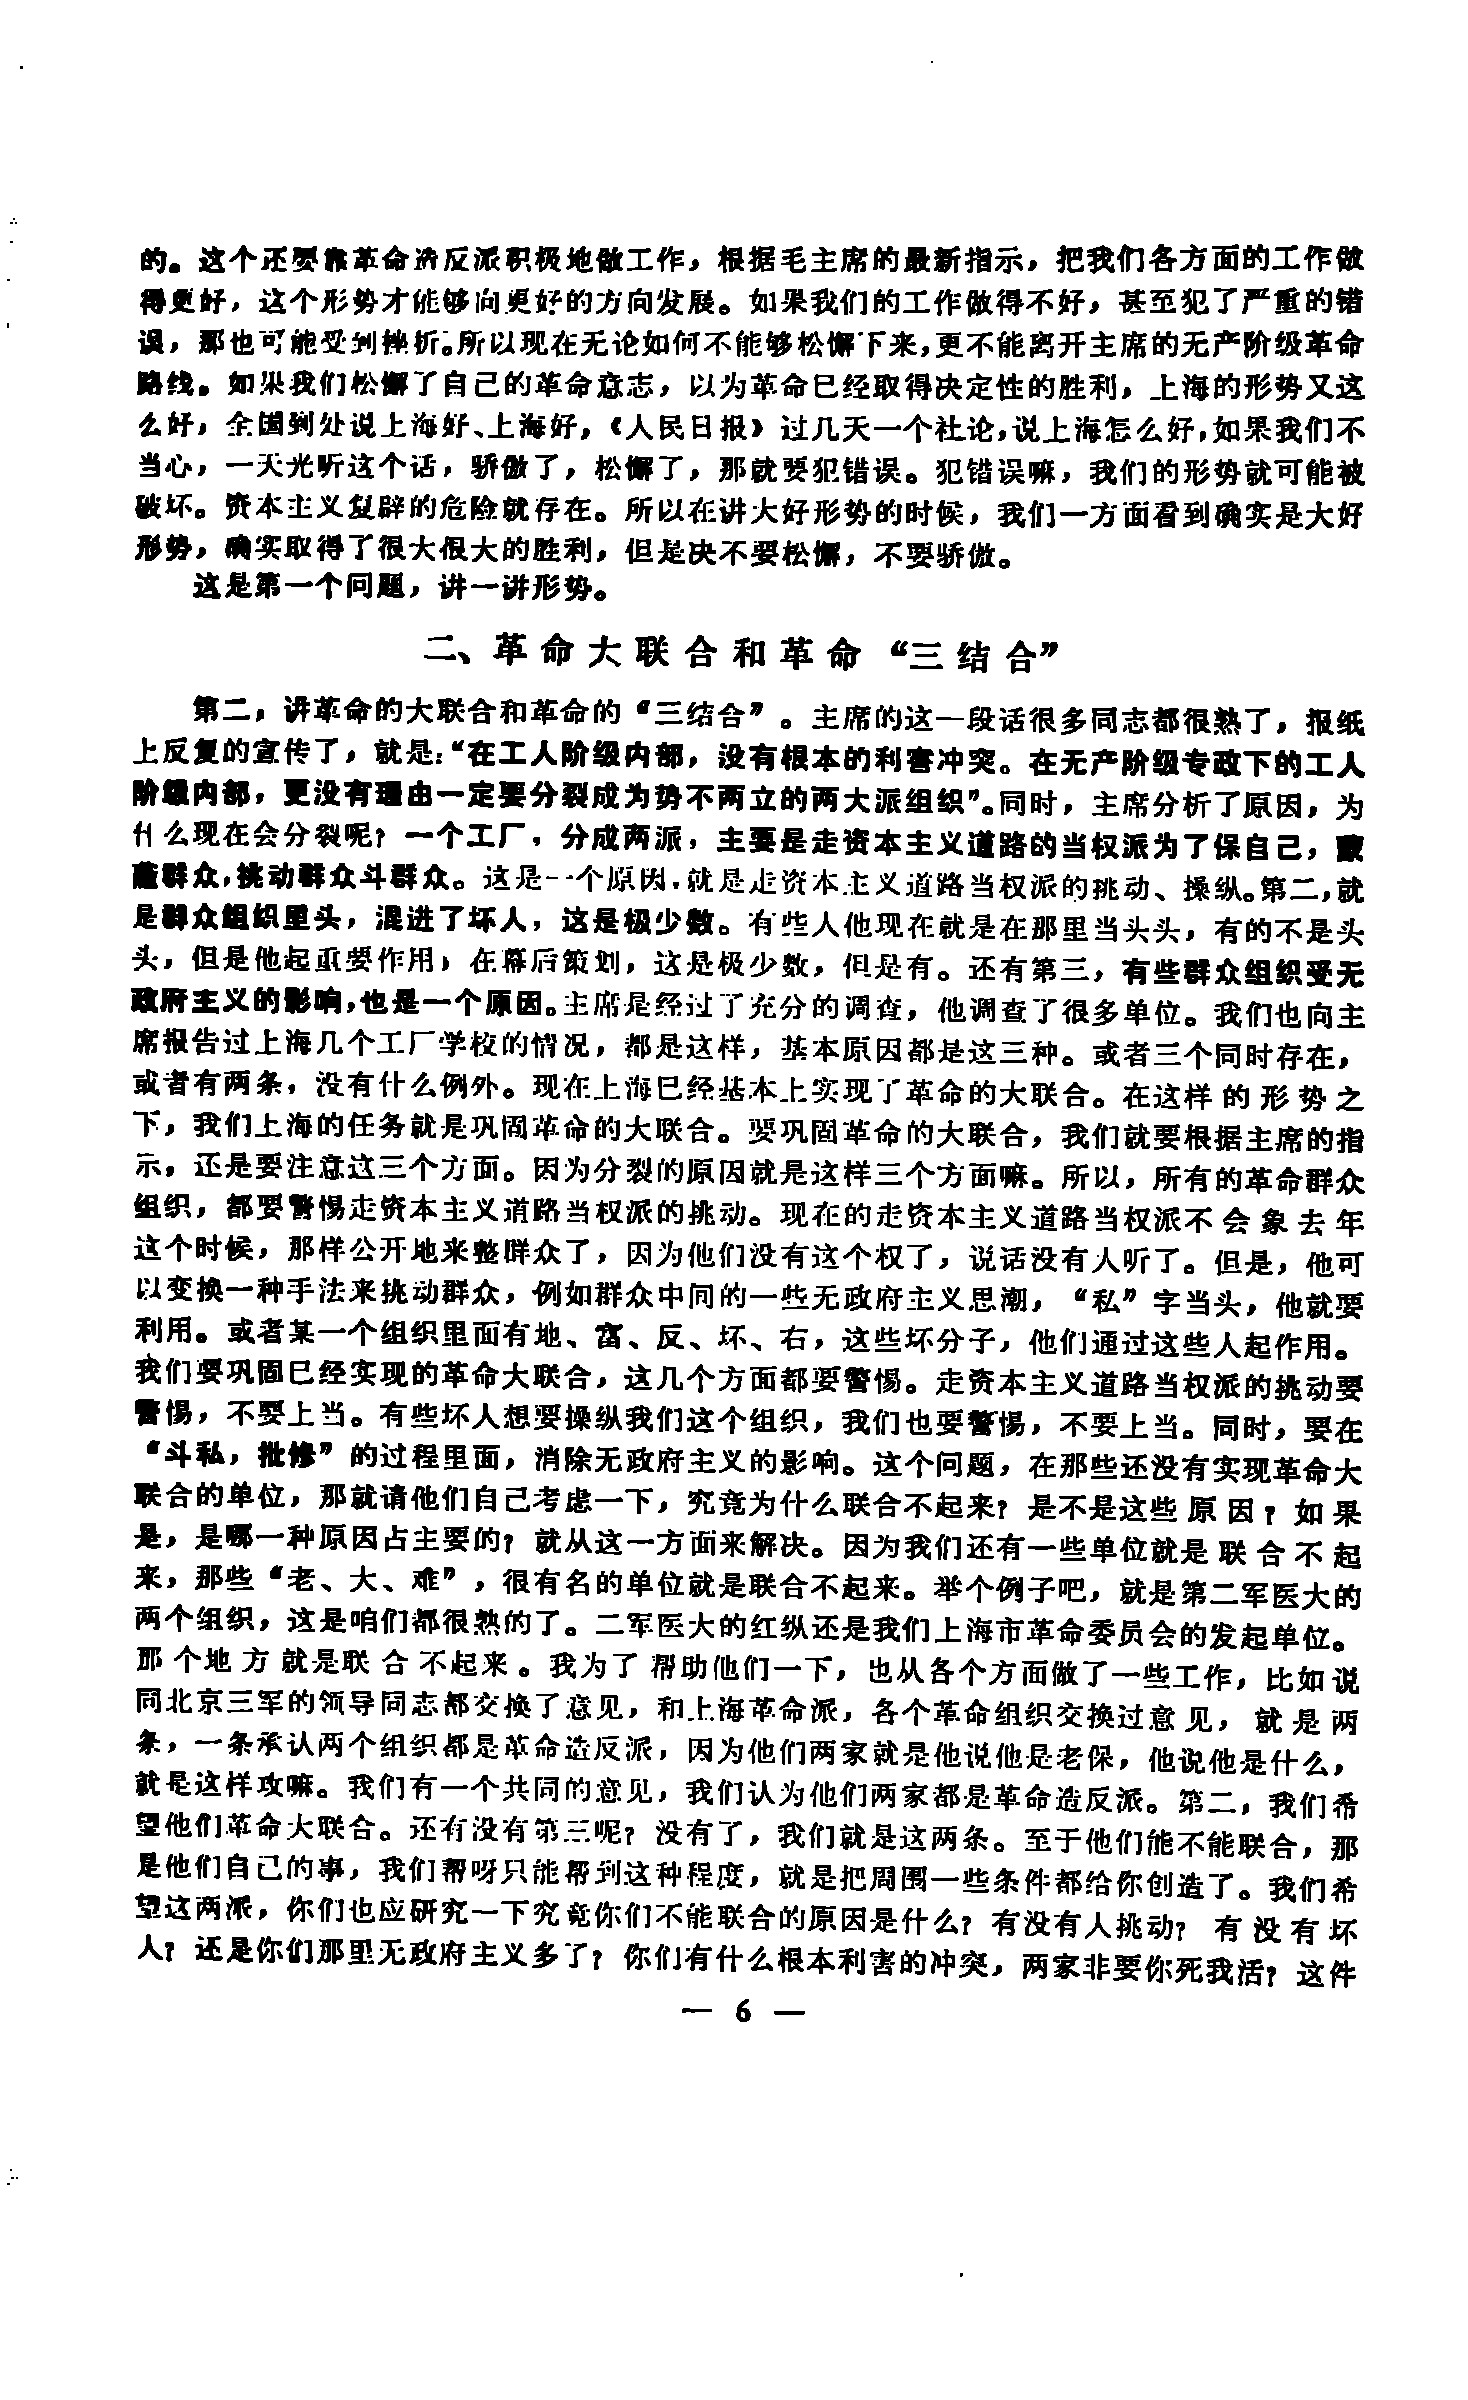 的。这个还要靠革命造反派积极地做工作，根据毛主席的最新指示，把我们各方面的工作做
得更好，这个形势才能够向更好的方向发展。如果我们的工作做得不好，甚至犯了严重的错
误，那也可能受到挫折。所以现在无论如何不能够松懈下来，更不能离开主席的无产阶级革命
路线。如果我们松懈了自己的革命意志，以为革命已经取得决定性的胜利，上海的形势又这
么好，全国到处说上海好、上海好，《人民日报》过几天一个社论，说上海怎么好，如果我们不
当心，一天光听这个话，骄傲了，松懈了，那就要犯错误。犯错误嘛，我们的形势就可能被
破坏。资本主义复辟的危险就存在。所以在讲大好形势的时候，我们一方面看到确实是大好
形势，确实取得了很大很大的胜利，但是决不要松懈，不要骄傲。
这是第一个问题，讲一讲形势。
二、革命大联合和革命“三结合”
第二，讲革命的大联合和革命的“三结合”。主席的这一段话很多同志都很熟了，报纸
上反复的宣传了，就是：“在工人阶级内部，没有根本的利害冲突。在无产阶级专政下的工人
阶级内部，更没有理由一定要分裂成为势不两立的两大派组织”。同时，主席分析了原因，为
什么现在会分裂呢？一个工厂，分成两派，主要是走资本主义道路的当权派为了保自己，蒙
蔽群众，挑动群众斗群众。这是一个原因，就是走资本主义道路当权派的挑动、操纵。第二，就
是群众组织里头，混进了坏人，这是极少数。有些人他现在就是在那里当头头，有的不是头
头，但是他起重要作用，在幕后策划，这是极少数，但是有。还有第三，有些群众组织受无
政府主义的影响，也是一个原因。主席是经过了充分的调查，他调查了很多单位。我们也向主
席报告过上海几个工厂学校的情况，都是这样，基本原因都是这三种。或者三个同时存在，
或者有两条，没有什么例外。现在上海已经基本上实现了革命的大联合。在这样的形势之
下，我们上海的任务就是巩固革命的大联合。要巩固革命的大联合，我们就要根据主席的指
示，还是要注意这三个方面。因为分裂的原因就是这样三个方面嘛。所以，所有的革命群众
组织，都要警惕走资本主义道路当权派的挑动。现在的走资本主义道路当权派不会象去年
这个时候，那样公开地来整群众了，因为他们没有这个权了，说话没有人听了。但是，他可
以变换一种手法来挑动群众，例如群众中间的一些无政府主义思潮，“私”字当头，他就要
利用。或者某一个组织里面有地、富、反、坏、右，这些坏分子，他们通过这些人起作用。
我们要巩固已经实现的革命大联合，这几个方面都要警惕。走资本主义道路当权派的挑动要
警惕，不要上当。有些坏人想要操纵我们这个组织，我们也要警惕，不要上当。同时，要在
“斗私，批修”的过程里面，消除无政府主义的影响。这个问题，在那些还没有实现革命大
联合的单位，那就请他们自己考虑一下，究竟为什么联合不起来？是不是这些原因？如果
是，是哪一种原因占主要的？就从这一方面来解决。因为我们还有一些单位就是联合不起
来，那些“老、大、难”，很有名的单位就是联合不起来。举个例子吧，就是第二军医大的
两个组织，这是咱们都很熟的了。二军医大的红纵还是我们上海市革命委员会的发起单位。
那个地方就是联合不起来。我为了帮助他们一下，也从各个方面做了一些工作，比如说
同北京三军的领导同志都交换了意见，和上海革命派，各个革命组织交换过意见，就是两
条，一条承认两个组织都是革命造反派，因为他们两家就是他说他是老保，他说他是什么，
就是这样攻嘛。我们有一个共同的意见，我们认为他们两家都是革命造反派。第二，我们希
望他们革命大联合。还有没有第三呢？没有了，我们就是这两条。至于他们能不能联合，那
是他们自己的事，我们帮呀只能帮到这种程度，就是把周围一些条件都给你创造了。我们希
望这两派，你们也应研究一下究竟你们不能联合的原因是什么？有没有人挑动？有没有坏
人？还是你们那里无政府主义多了？你们有什么根本利害的冲突，两家非要你死我活？这件
— 6 —